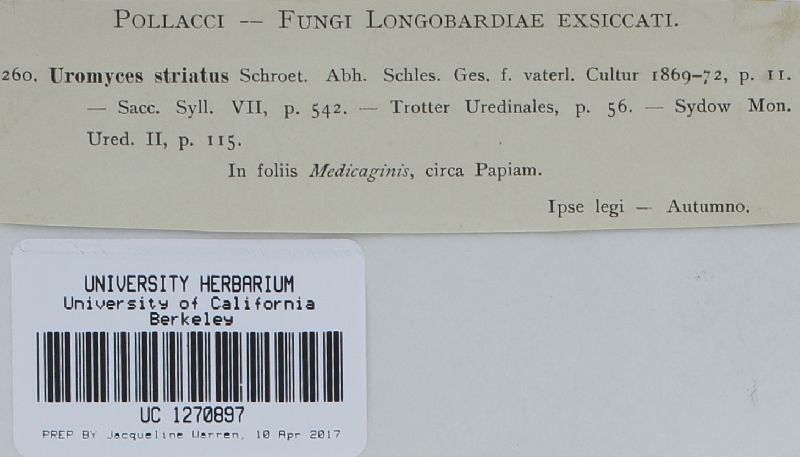 Pollacci — Fungi Longobardiae exsiccati.
260. Uromyces striatus Schroet. Abh. Schles. Ges. f. vaterl. Cultur 1869-72, p. 11.
— Sacc. Syll. VII, p. 542. — Trotter Uredinales, p. 56. — Sydow Mon.
Ured. II, p. 115.
In foliis Medicaginis, circa Papiam.
Ipse legi — Autumno.
UNIVERSITY HERBARIUM
University of California
Berkeley
UC 1270897
PREP BY Jacqueline Warren, 10 Apr 2017